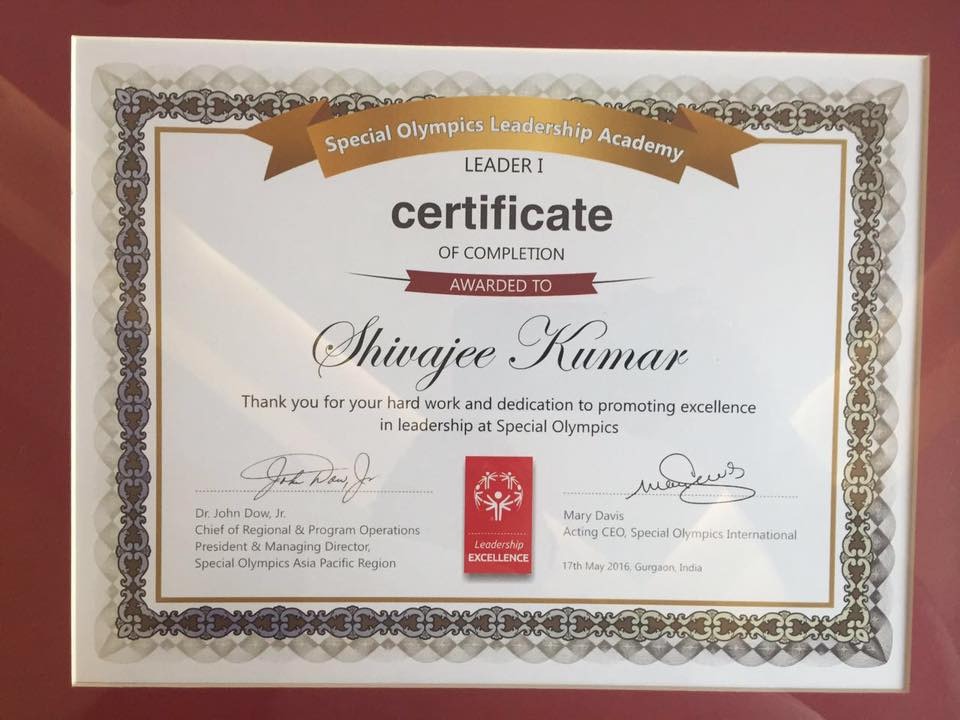 Special Olympics Leadership Academy
LEADER I
certificate
OF COMPLETION
AWARDED TO
Shivajee Kumar
Thank you for your hard work and dedication to promoting excellence
in leadership at Special Olympics
John Dow, Jr
Dr. John Dow, Jr.
Chief of Regional & Program Operations
President & Managing Director,
Special Olympics Asia Pacific Region
Leadership
EXCELLENCE
Mary Davis
Acting CEO, Special Olympics International
17th May 2016, Gurgaon, India